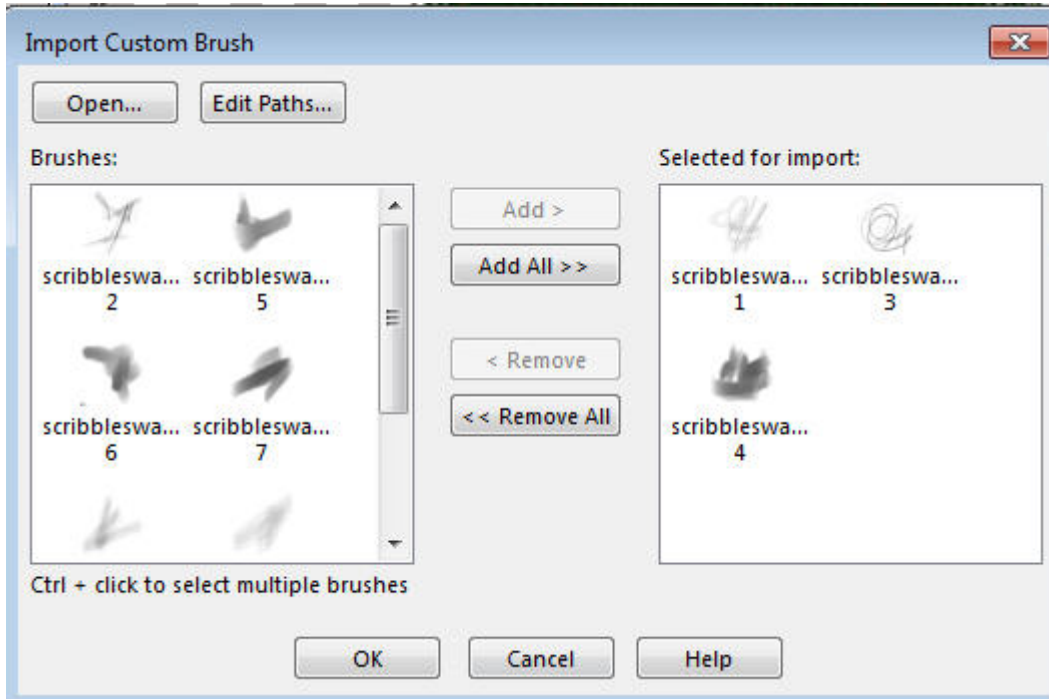 Import Custom Brush
Open... Edit Paths...
Brushes:
scribbleswa... scribbleswa...
2 5
scribbleswa... scribbleswa...
6 7
Ctrl + click to select multiple brushes
Add >
Add All >>
< Remove
<< Remove All
Selected for import:
scribbleswa... scribbleswa...
1 3
scribbleswa...
4
OK Cancel Help